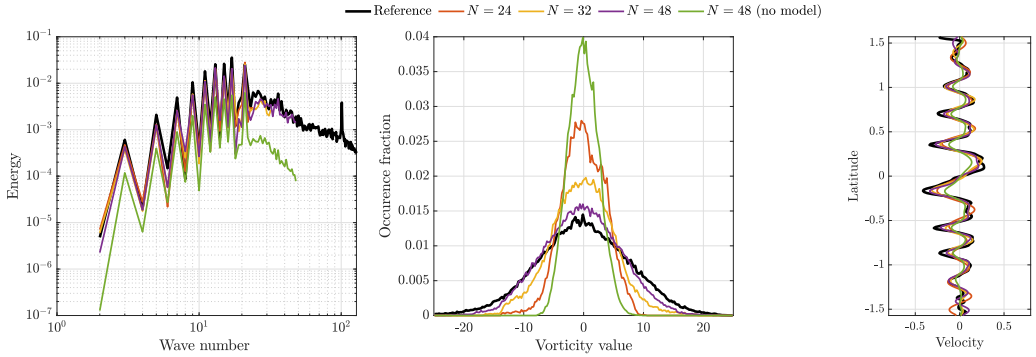 Reference N = 24 N = 32 N = 48 N = 48 (no model)
10^-1
10^-2
10^-3
10^-4
10^-5
10^-6
10^-7
Energy
10^0 10^1 10^2
Wave number
0.04
0.035
0.03
0.025
0.02
0.015
0.01
0.005
0
Occurence fraction
-20 -10 0 10 20
Vorticity value
1.5
1
0.5
0
-0.5
-1
-1.5
Latitude
-0.5 0 0.5
Velocity